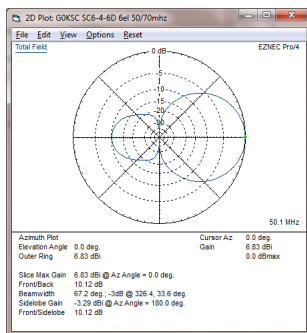 2D Plot: G0KSC SC6-4-6D 6el 50/70mhz
File Edit View Options Reset
Total Field
EZNEC Pro/4
0 dB
-5
-10
-15
-20
-30
50.1 MHz
Azimuth Plot
Cursor Az 0.0 deg.
Elevation Angle 0.0 deg.
Gain 6.83 dBi
Outer Ring 6.83 dBi
0.0 dBmax
Slice Max Gain 6.83 dBi @ Az Angle = 0.0 deg.
Front/Back 10.12 dB
Beamwidth 67.2 deg.; -3dB @ 326.4, 33.6 deg.
Sidelobe Gain -3.29 dBi @ Az Angle = 180.0 deg.
Front/Sidelobe 10.12 dB